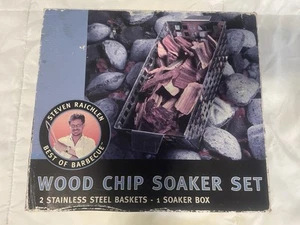 STEVEN RAICHLEN
BEST OF BARBECUE
WOOD CHIP SOAKER SET
2 STAINLESS STEEL BASKETS - 1 SOAKER BOX